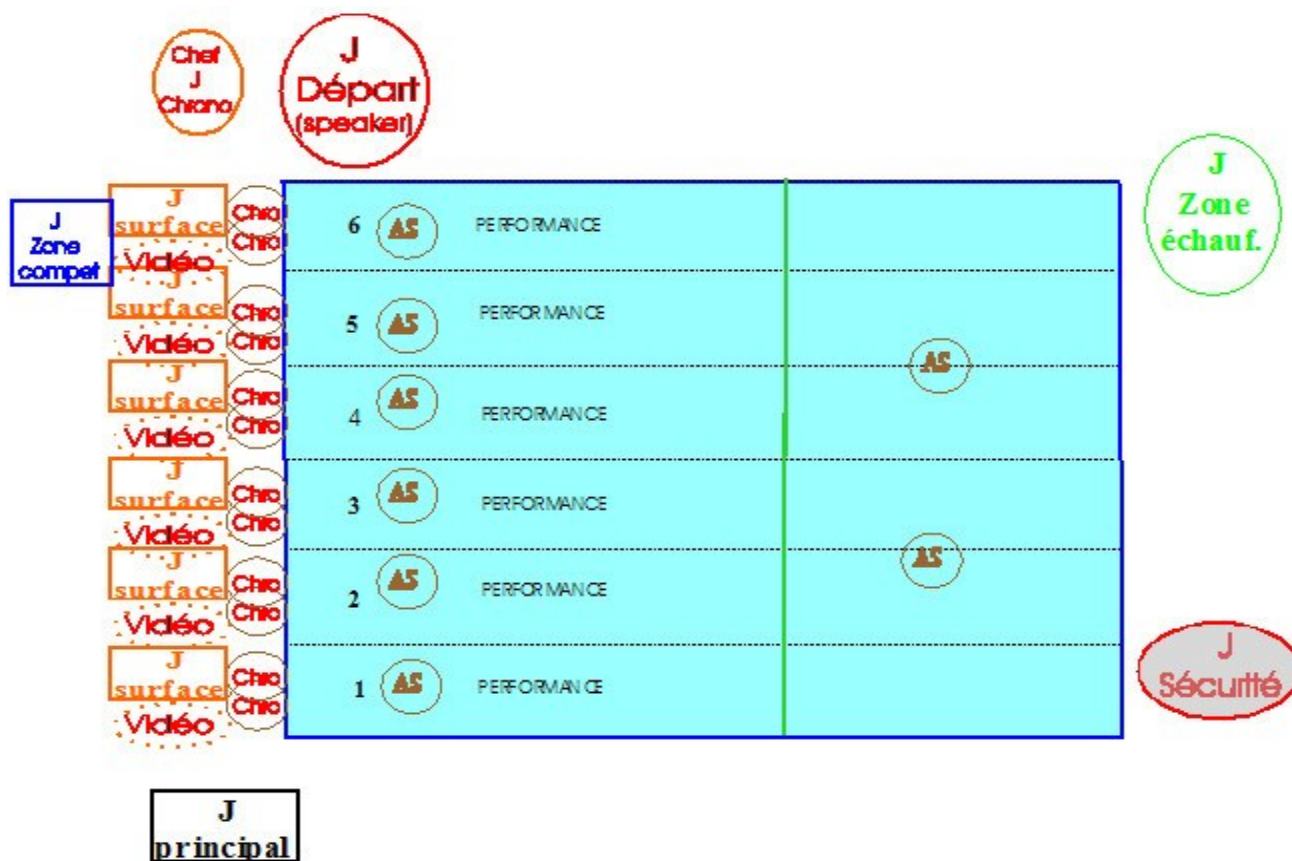 Chef
J
Chrono
J
Départ
(speaker)
J
Zone
échauf.
J
Zone
compet
J
surface
Vidéo
Chro
Chro
6
AS
PERFORMANCE
J
surface
Vidéo
Chro
Chro
5
AS
PERFORMANCE
AS
J
surface
Vidéo
Chro
Chro
4
AS
PERFORMANCE
J
surface
Vidéo
Chro
Chro
3
AS
PERFORMANCE
AS
J
surface
Vidéo
Chro
Chro
2
AS
PERFORMANCE
J
surface
Vidéo
Chro
Chro
1
AS
PERFORMANCE
J
Sécurité
J
principal